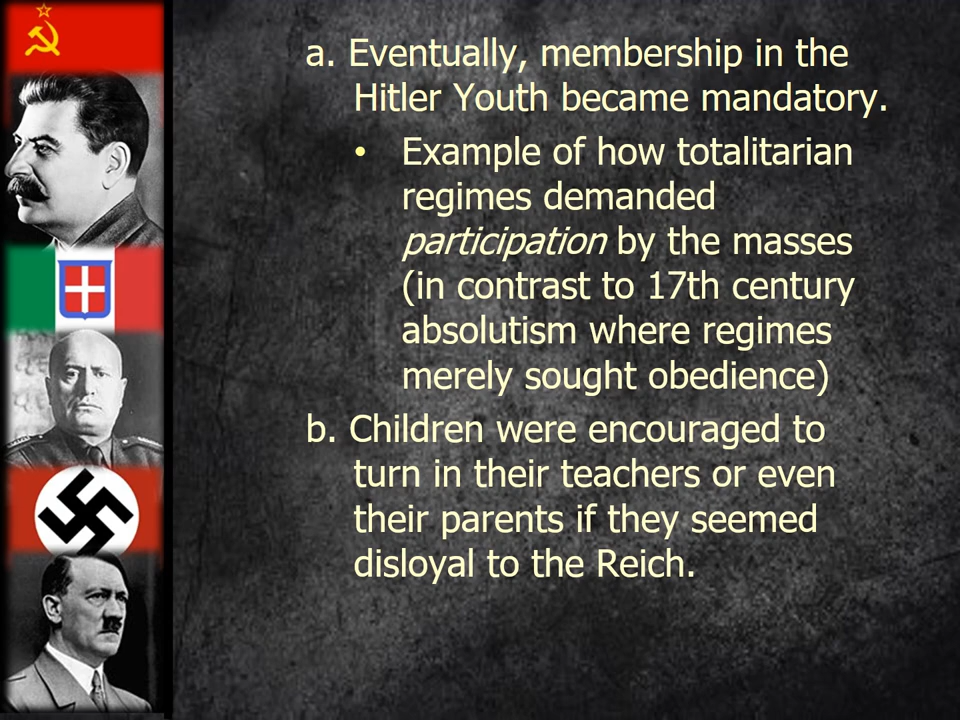 a. Eventually, membership in the
Hitler Youth became mandatory.
• Example of how totalitarian
regimes demanded
participation by the masses
(in contrast to 17th century
absolutism where regimes
merely sought obedience)
b. Children were encouraged to
turn in their teachers or even
their parents if they seemed
disloyal to the Reich.